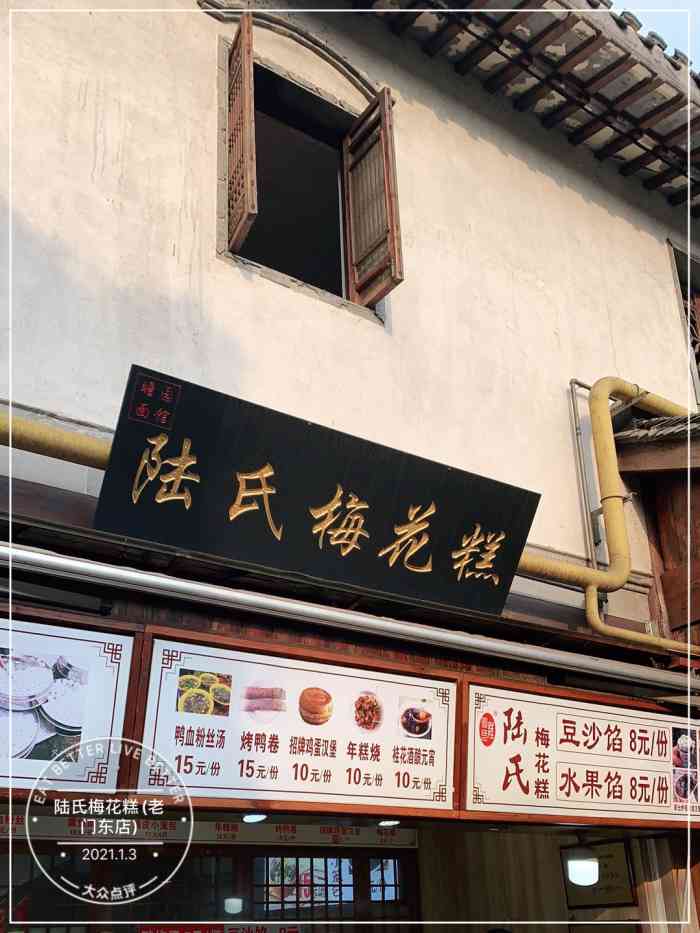 陆氏梅花糕
鸭血粉丝汤
15元/份
烤鸭卷
15元/份
招牌鸡蛋汉堡
10元/份
年糕烧
10元/份
桂花酒酿元宵
10元/份
陆氏
梅花糕
豆沙馅 8元/份
水果馅 8元/份
EAT BETTER LIVE BETTER
陆氏梅花糕(老
门东店)
2021.1.3
大众点评